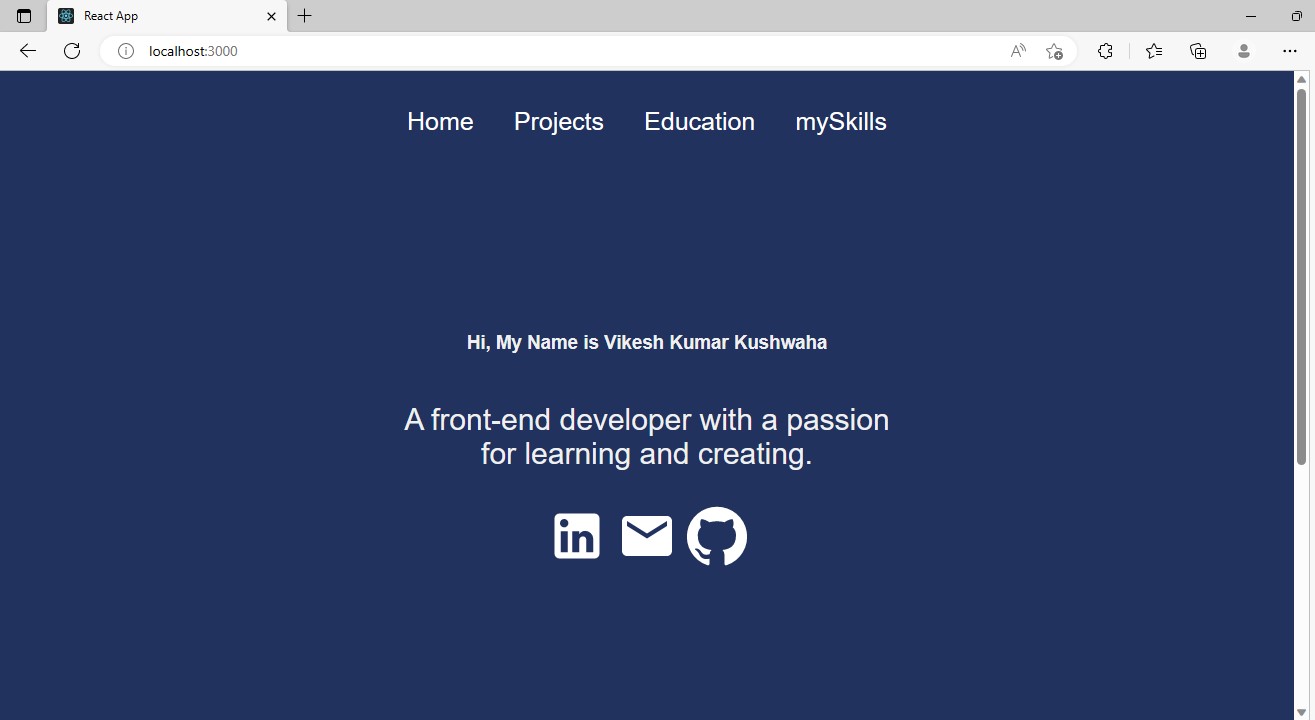 React App
localhost:3000
Home Projects Education mySkills
Hi, My Name is Vikesh Kumar Kushwaha
A front-end developer with a passion
for learning and creating.
in